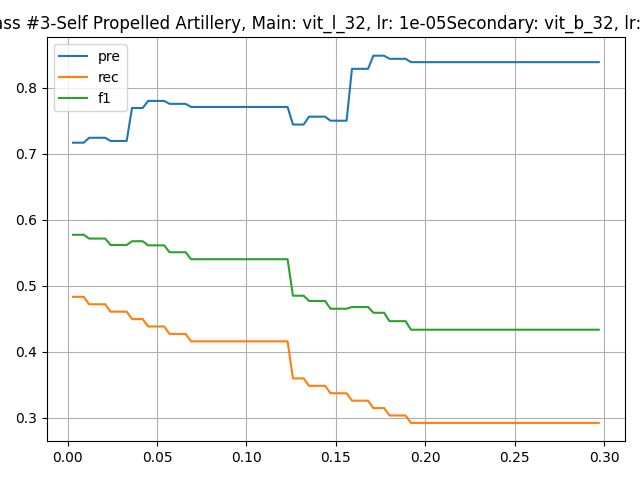 #3-Self Propelled Artillery, Main: vit_l_32, lr: 1e-05Secondary: vit_b_32, lr:
pre
rec
f1
0.8
0.7
0.6
0.5
0.4
0.3
0.00 0.05 0.10 0.15 0.20 0.25 0.30